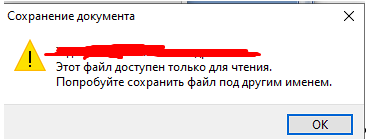 Сохранение документа
Этот файл доступен только для чтения.
Попробуйте сохранить файл под другим именем.
OK